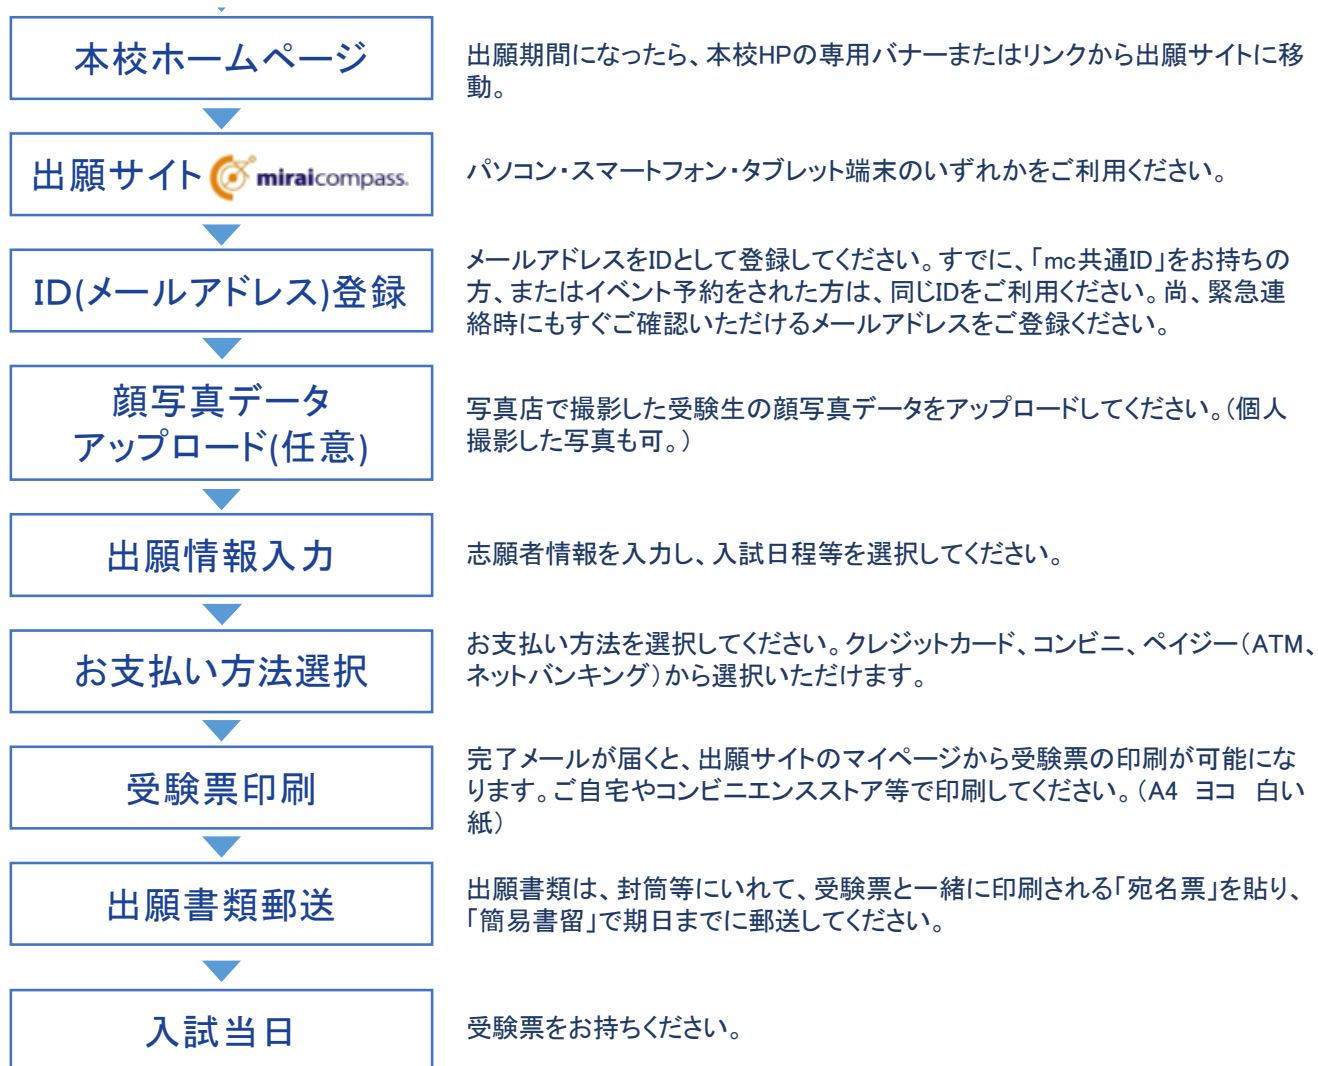 本校ホームページ
出願期間になったら、本校HPの専用バナーまたはリンクから出願サイトに移
動。
出願サイト miraicompass.
パソコン・スマートフォン・タブレット端末のいずれかをご利用ください。
ID(メールアドレス)登録
メールアドレスをIDとして登録してください。すでに、「mc共通ID」をお持ちの
方、またはイベント予約をされた方は、同じIDをご利用ください。尚、緊急連
絡時にもすぐご確認いただけるメールアドレスをご登録ください。
顔写真データ
アップロード(任意)
写真店で撮影した受験生の顔写真データをアップロードしてください。(個人
撮影した写真も可。)
出願情報入力
志願者情報を入力し、入試日程等を選択してください。
お支払い方法選択
お支払い方法を選択してください。クレジットカード、コンビニ、ペイジー(ATM、
ネットバンキング)から選択いただけます。
受験票印刷
完了メールが届くと、出願サイトのマイページから受験票の印刷が可能にな
ります。ご自宅やコンビニエンスストア等で印刷してください。(A4 ヨコ 白い
紙)
出願書類郵送
出願書類は、封筒等にいれて、受験票と一緒に印刷される「宛名票」を貼り、
「簡易書留」で期日までに郵送してください。
入試当日
受験票をお持ちください。